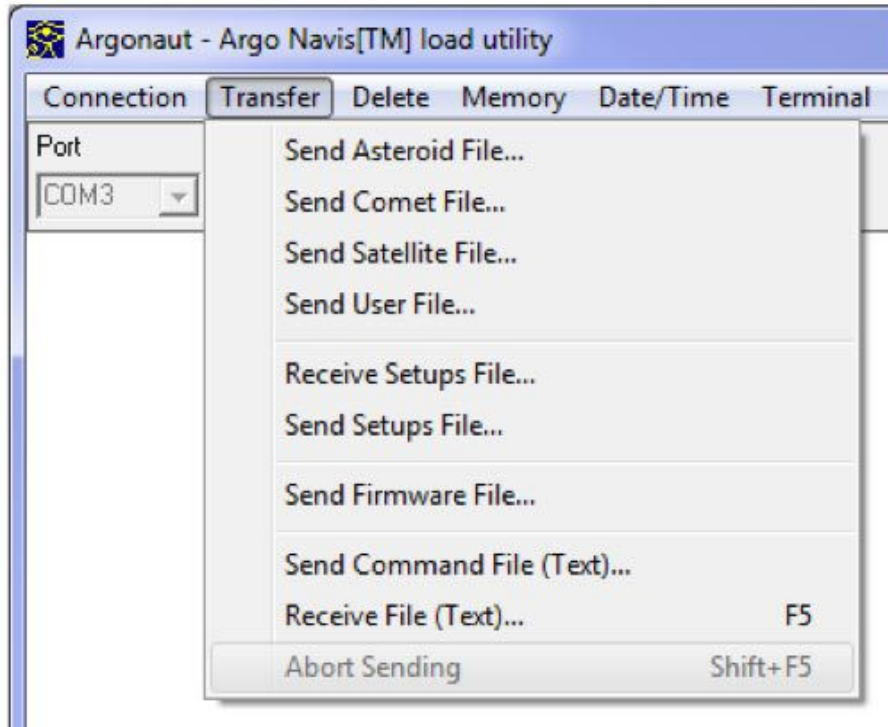 Argonaut - Argo Navis[TM] load utility
Connection Transfer Delete Memory Date/Time Terminal
Port
COM3
Send Asteroid File...
Send Comet File...
Send Satellite File...
Send User File...
Receive Setups File...
Send Setups File...
Send Firmware File...
Send Command File (Text)...
Receive File (Text)... F5
Abort Sending Shift+F5